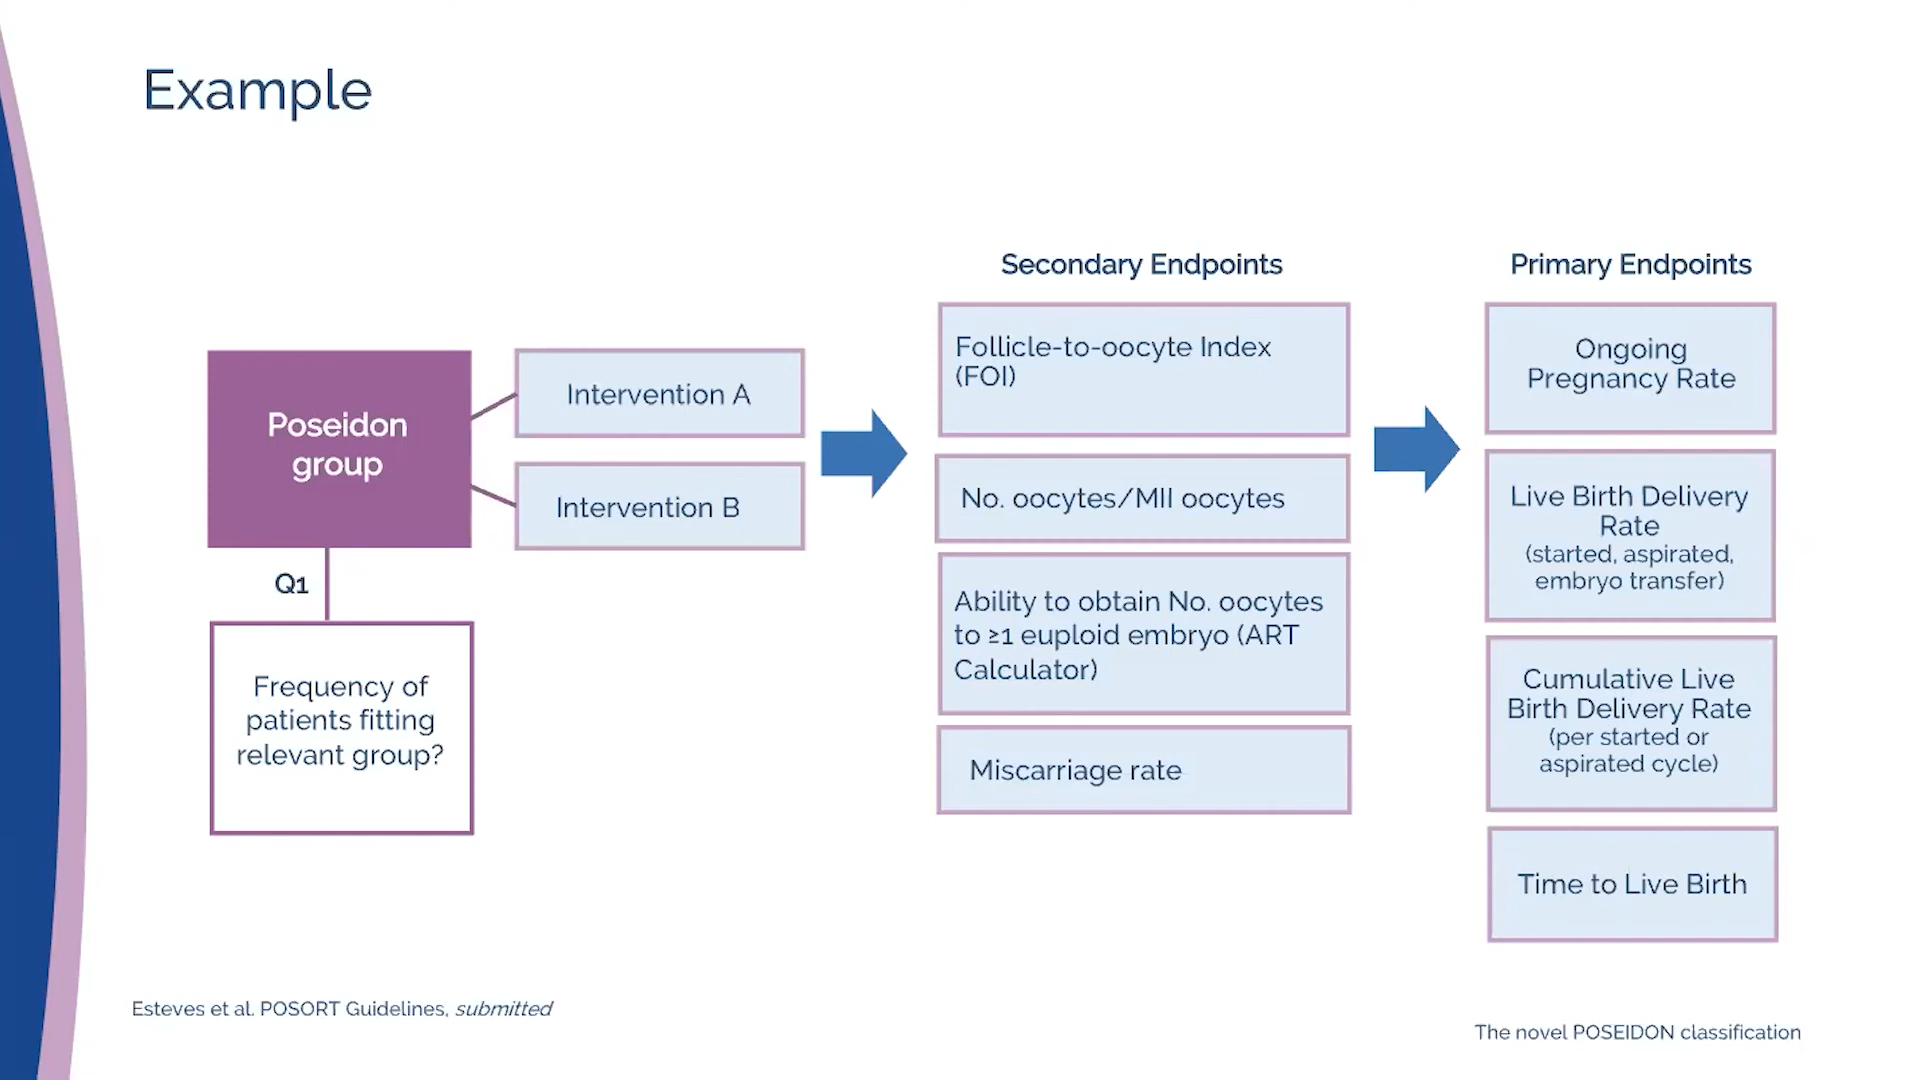 Example
Secondary Endpoints
Primary Endpoints
Poseidon
group
Intervention A
Intervention B
Q1
Frequency of
patients fitting
relevant group?
Follicle-to-oocyte Index
(FOI)
No. oocytes/MII oocytes
Ability to obtain No. oocytes
to ≥1 euploid embryo (ART
Calculator)
Miscarriage rate
Ongoing
Pregnancy Rate
Live Birth Delivery
Rate
(started, aspirated,
embryo transfer)
Cumulative Live
Birth Delivery Rate
(per started or
aspirated cycle)
Time to Live Birth
Esteves et al. POSORT Guidelines, submitted
The novel POSEIDON classification